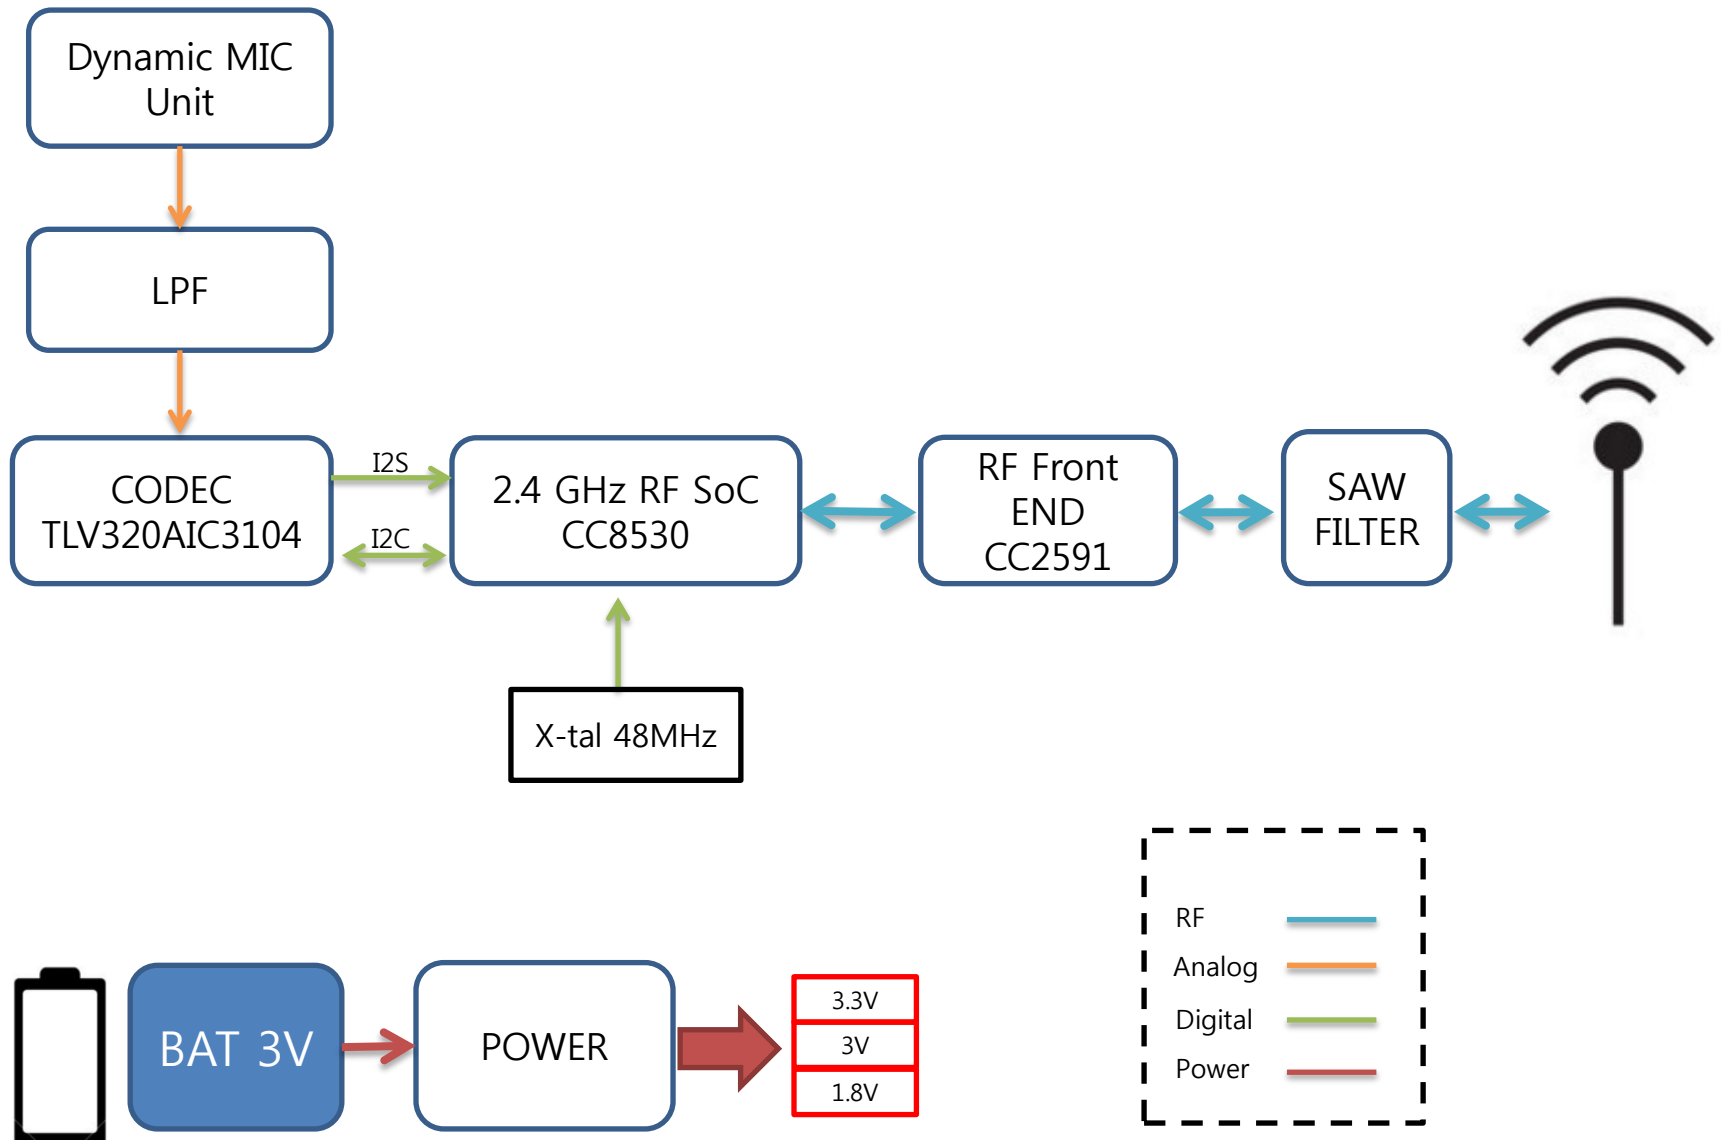 Dynamic MIC
Unit
LPF
CODEC
TLV320AIC3104
I2S
I2C
2.4 GHz RF SoC
CC8530
RF Front
END
CC2591
SAW
FILTER
X-tal 48MHz
BAT 3V
POWER
3.3V
3V
1.8V
RF
Analog
Digital
Power